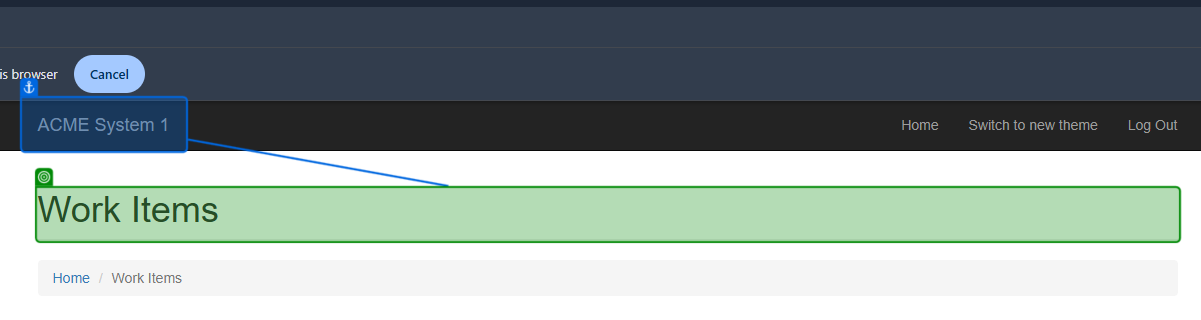 is browser Cancel
ACME System 1 Home Switch to new theme Log Out
Work Items
Home / Work Items